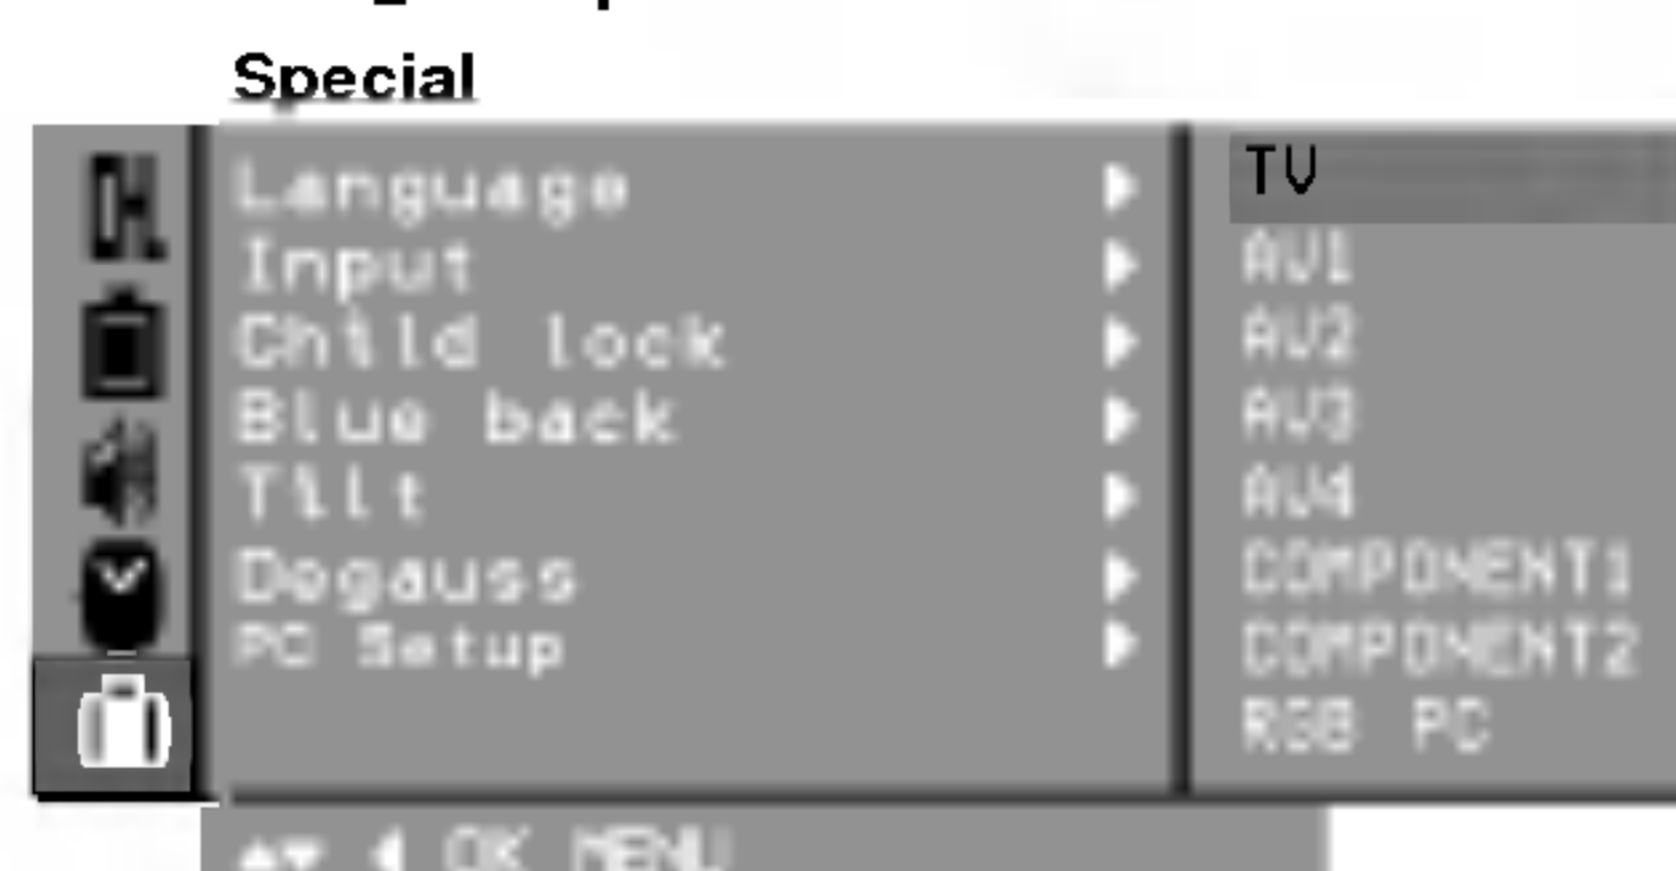 Special
Language
Input
Child lock
Blue back
Tilt
Degauss
PC Setup
TV
AV1
AV2
AV3
AV4
COMPONENT1
COMPONENT2
RGB PC
OK MENU